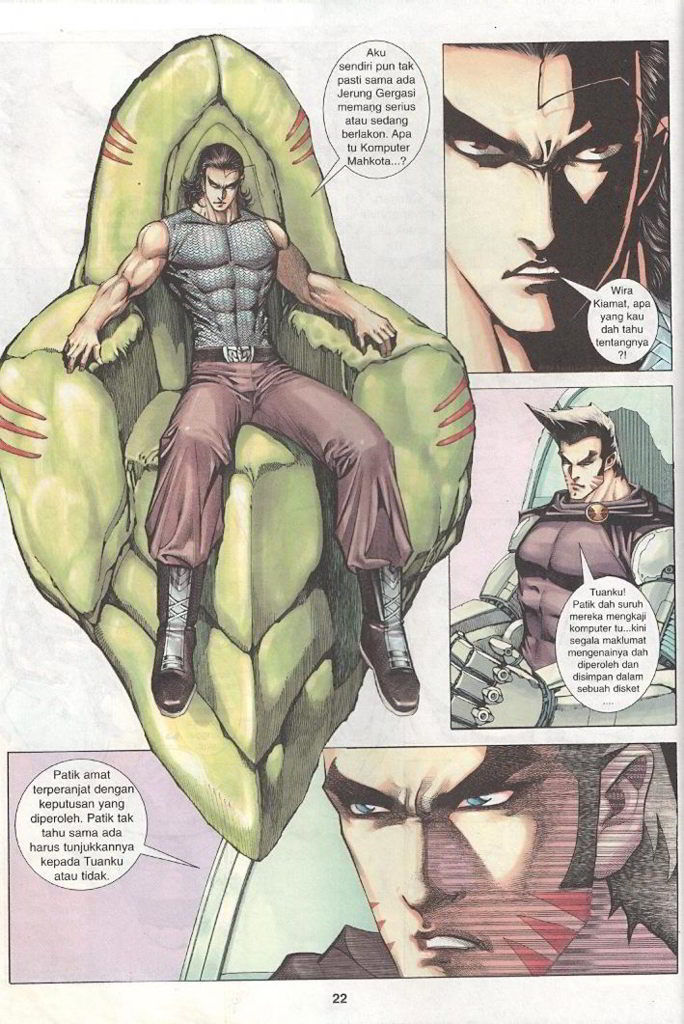 Aku
sendiri pun tak
pasti sama ada
Jerung Gergasi
memang serius
atau sedang
berlakon. Apa
tu Komputer
Mahkota...?
Wira
Kiamat, apa
yang kau
dah tahu
tentangnya
?!
Tuanku!
Patik dah suruh
mereka mengkaji
komputer tu...kini
segala maklumat
mengenainya dah
diperoleh dan
disimpan dalam
sebuah disket
....
Patik amat
terperanjat dengan
keputusan yang
diperoleh. Patik tak
tahu sama ada
harus tunjukkannya
kepada Tuanku
atau tidak.
22